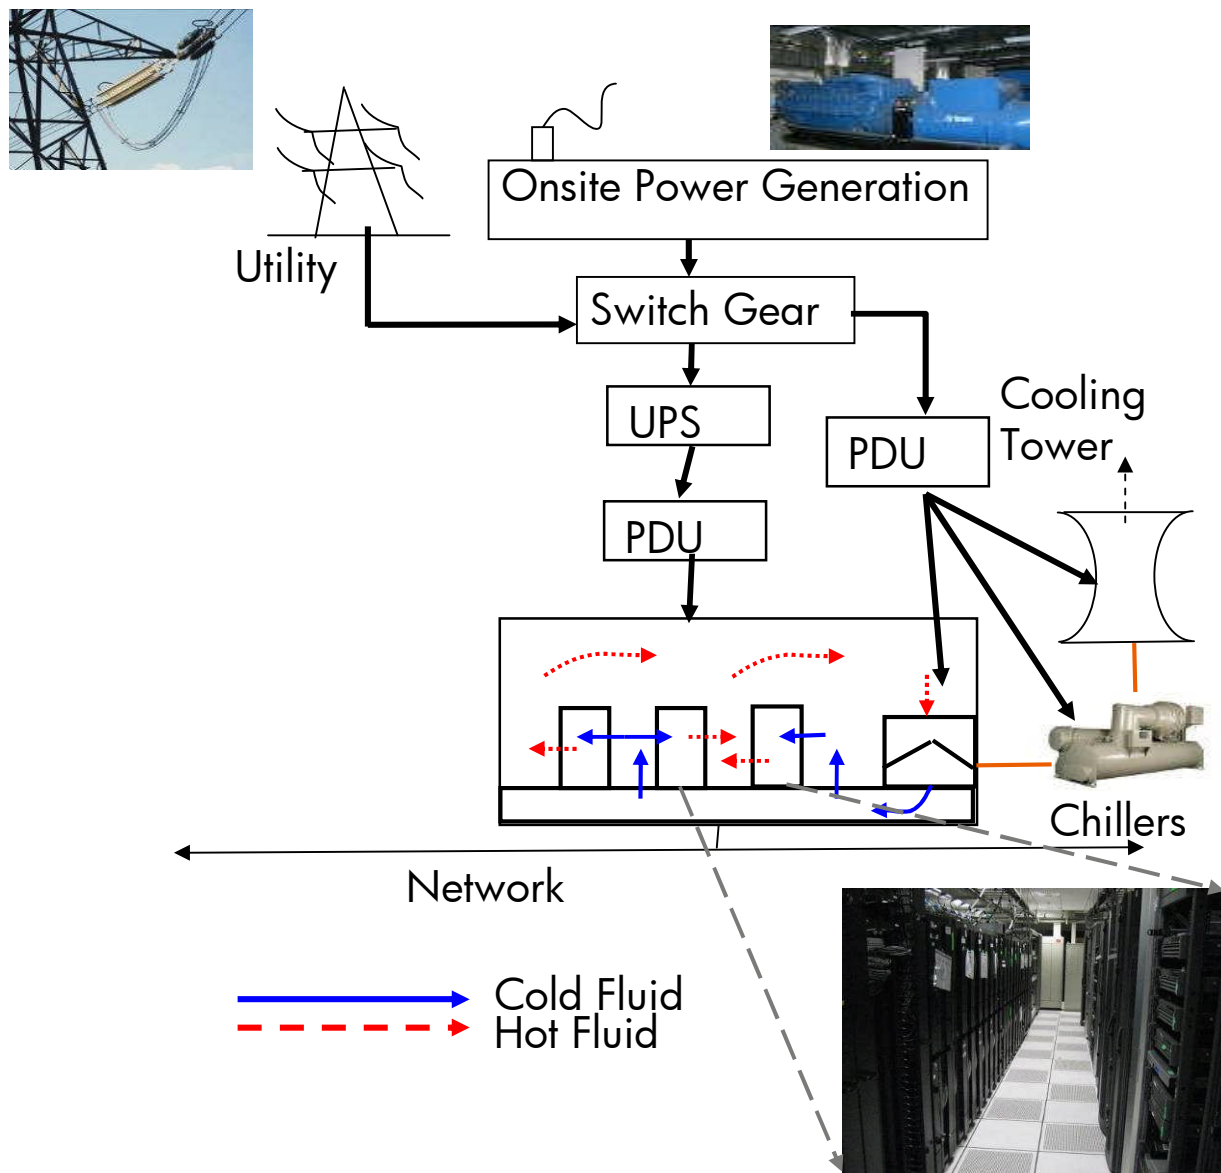 Onsite Power Generation
Utility
Switch Gear
Cooling
Tower
UPS
PDU
PDU
Chillers
Network
Cold Fluid
Hot Fluid